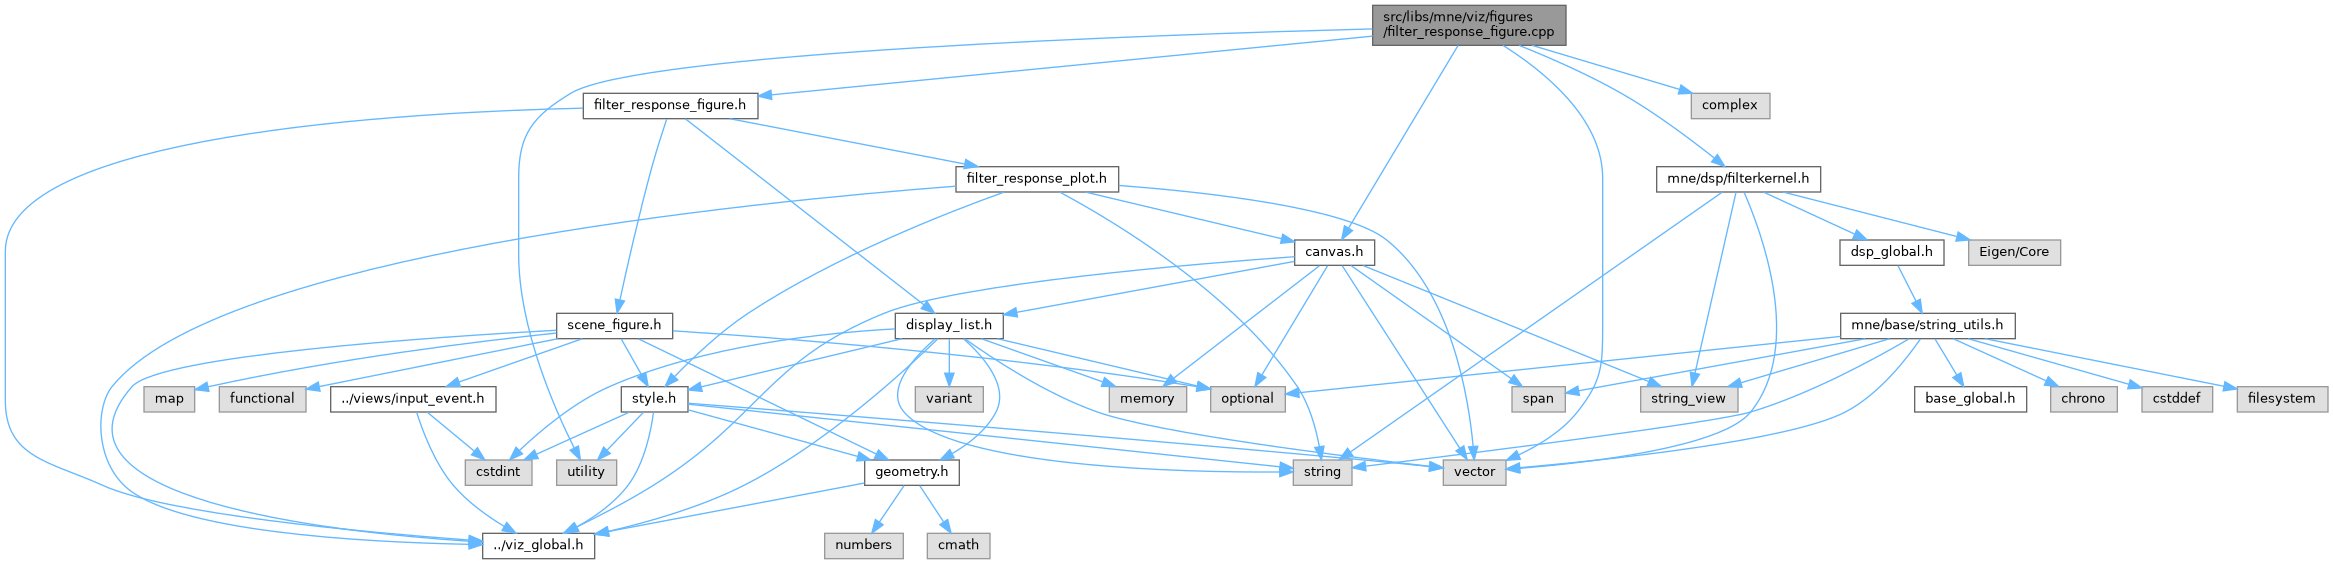 src/libs/mne/viz/figures
/filter_response_figure.cpp
filter_response_figure.h
complex
filter_response_plot.h
mne/dsp/filterkernel.h
canvas.h
dsp_global.h
Eigen/Core
scene_figure.h
display_list.h
mne/base/string_utils.h
map
functional
../views/input_event.h
style.h
variant
memory
optional
span
string_view
base_global.h
chrono
cstddef
filesystem
cstdint
utility
geometry.h
string
vector
../viz_global.h
numbers
cmath